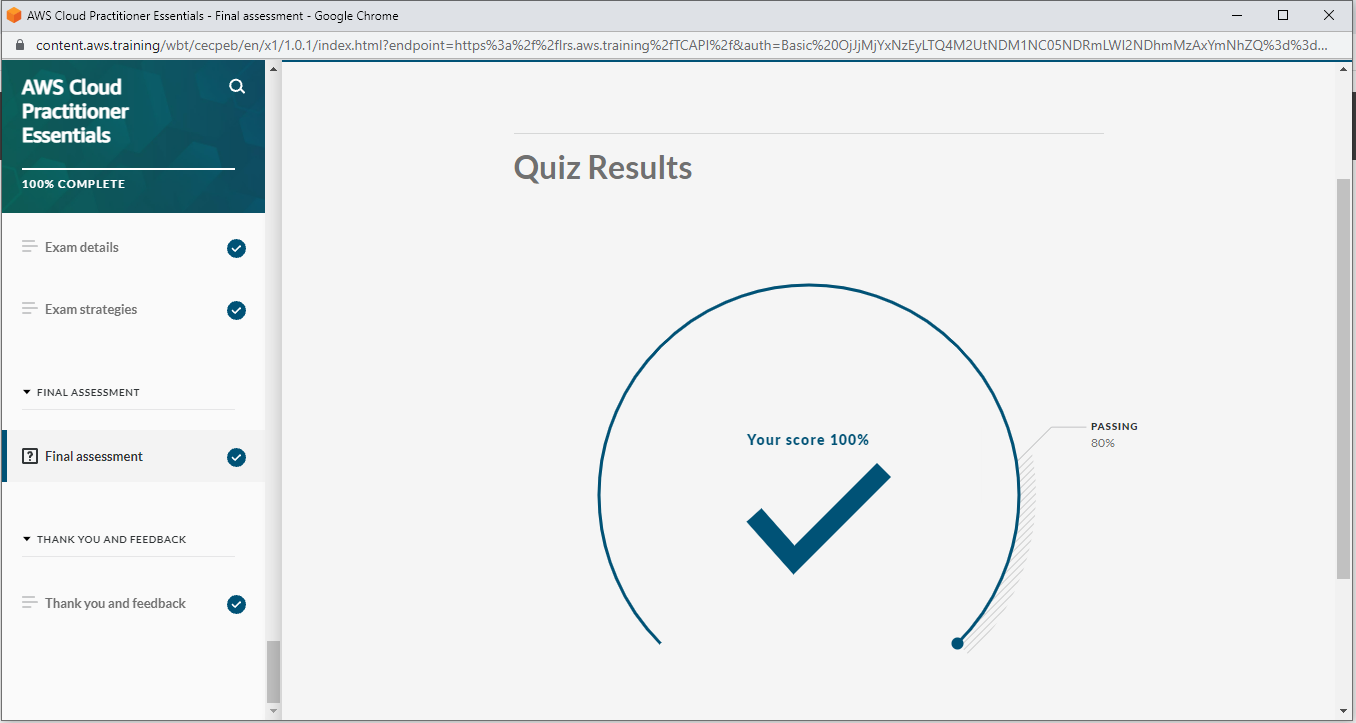 AWS Cloud Practitioner Essentials - Final assessment - Google Chrome
content.aws.training/wbt/cecpeb/en/x1/1.0.1/index.html?endpoint=https%3a%2f%2flrs.aws.training%2fTCAPI%2f&auth=Basic%20OjJjMjYxNzEyLTQ4M2UtNDM1NC05NDRmLWI2NDhmMzAxYmNhZQ%3d%3d...
AWS Cloud
Practitioner
Essentials
100% COMPLETE
Exam details
Exam strategies
FINAL ASSESSMENT
Final assessment
THANK YOU AND FEEDBACK
Thank you and feedback
Quiz Results
Your score 100%
PASSING
80%